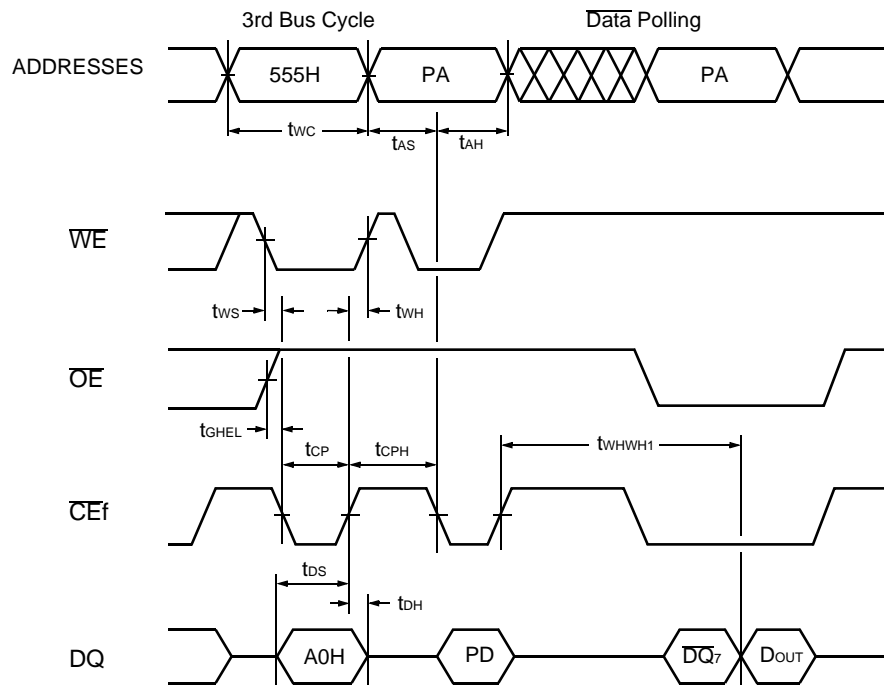 3rd Bus Cycle Data Polling
ADDRESSES 555H PA PA
tWC tAS tAH
WE
tWS tWH
OE
tGHEL tCP tCPH tWHWH1
CEf
tDS tDH
DQ A0H PD DQ7 DOUT